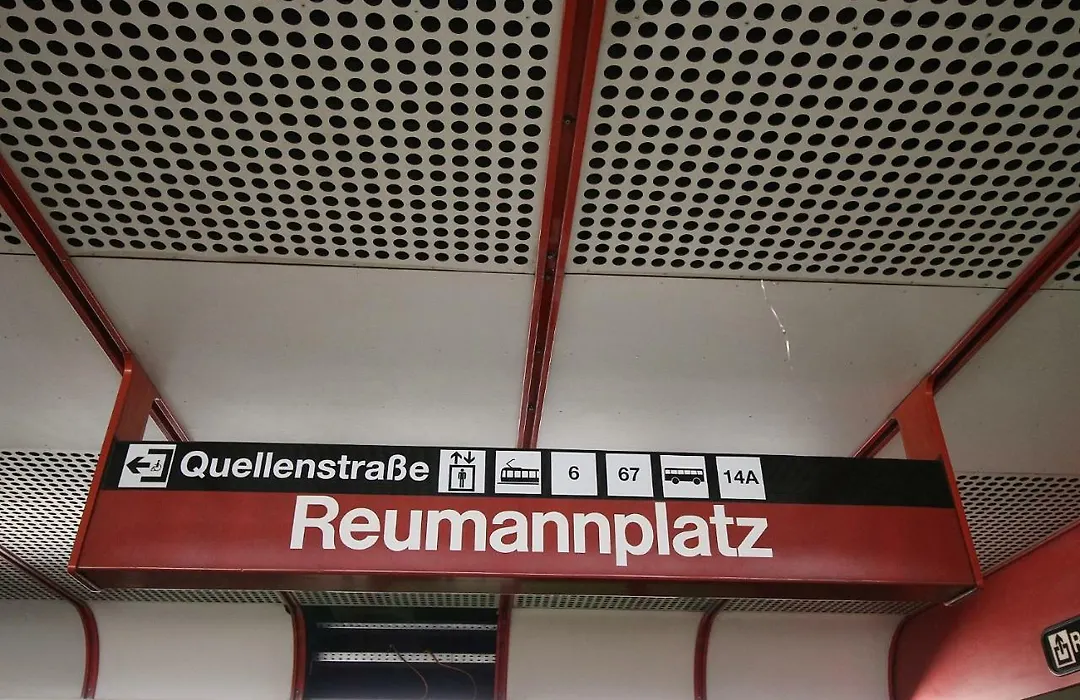 Quellenstraße 6 67 14A
Reumannplatz
R